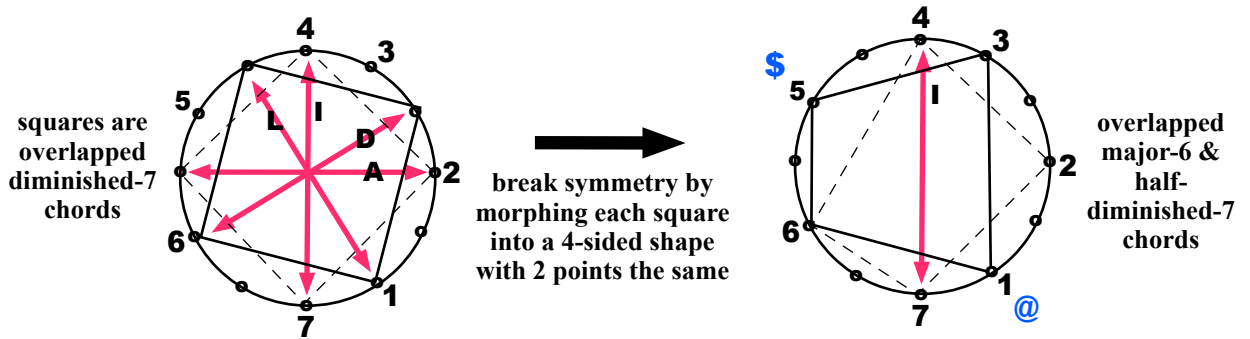 squares are
overlapped
diminished-7
chords
4
3
5
L
I
D
A
2
6
1
7
break symmetry by
morphing each square
into a 4-sided shape
with 2 points the same
4
3
$
5
I
2
6
1
@
7
overlapped
major-6 &
half-
diminished-7
chords